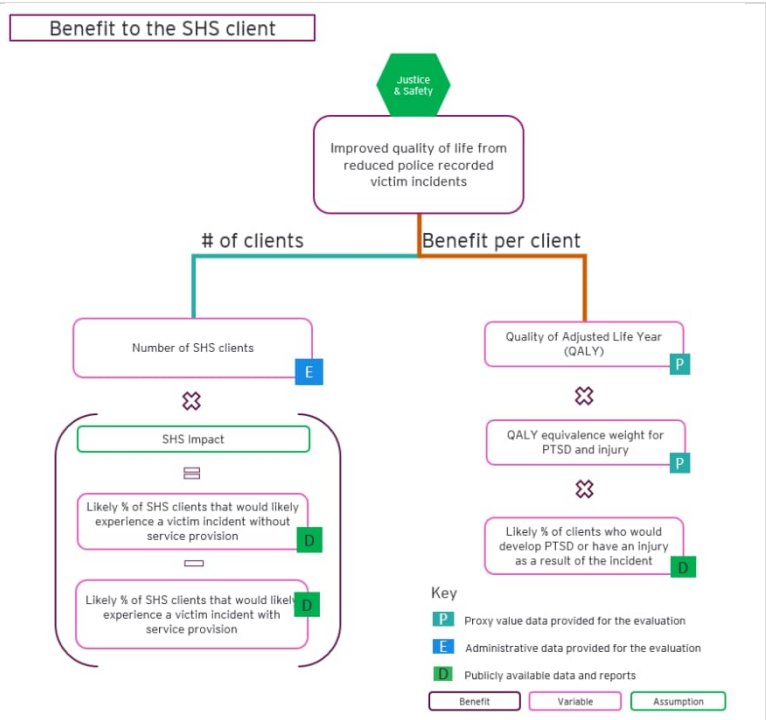 Benefit to the SHS client
Justice
& Safety
Improved quality of life from
reduced police recorded
victim incidents
# of clients
Benefit per client
Number of SHS clients
E
SHS Impact
Likely % of SHS clients that would likely
experience a victim incident without
service provision
D
Likely % of SHS clients that would likely
experience a victim incident with
service provision
D
Quality of Adjusted Life Year
(QALY)
P
QALY equivalence weight for
PTSD and injury
P
Likely % of clients who would
develop PTSD or have an injury
as a result of the incident
D
Key
P Proxy value data provided for the evaluation
E Administrative data provided for the evaluation
D Publicly available data and reports
Benefit Variable Assumption